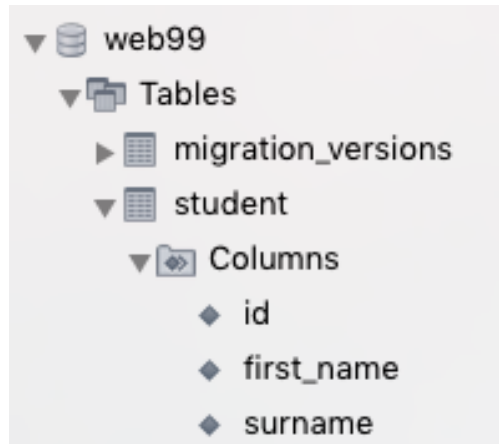 web99
Tables
migration_versions
student
Columns
id
first_name
surname